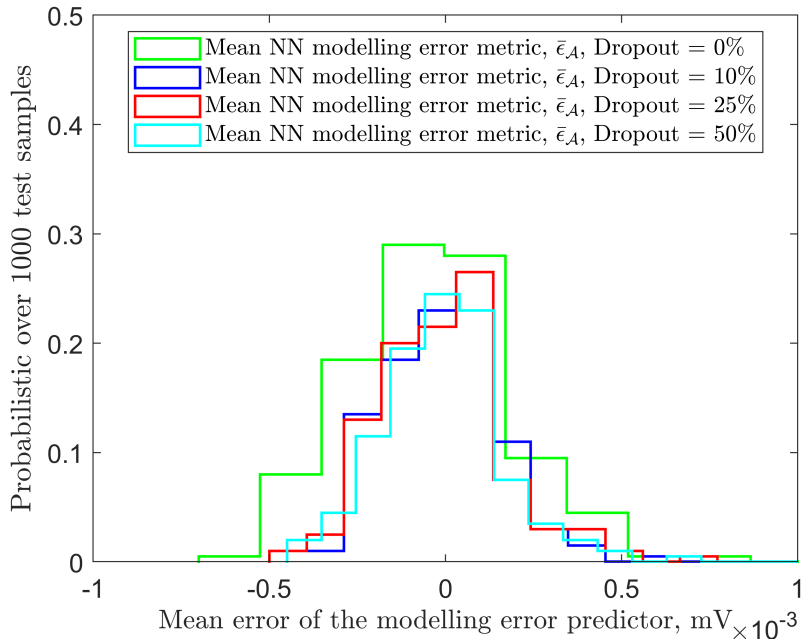 0.5
Mean NN modelling error metric, ϵ̄𝒜, Dropout = 0%
Mean NN modelling error metric, ϵ̄𝒜, Dropout = 10%
Mean NN modelling error metric, ϵ̄𝒜, Dropout = 25%
Mean NN modelling error metric, ϵ̄𝒜, Dropout = 50%
0.4
0.3
0.2
0.1
0
Probabilistic over 1000 test samples
-1 -0.5 0 0.5 1
Mean error of the modelling error predictor, mV ×10⁻³